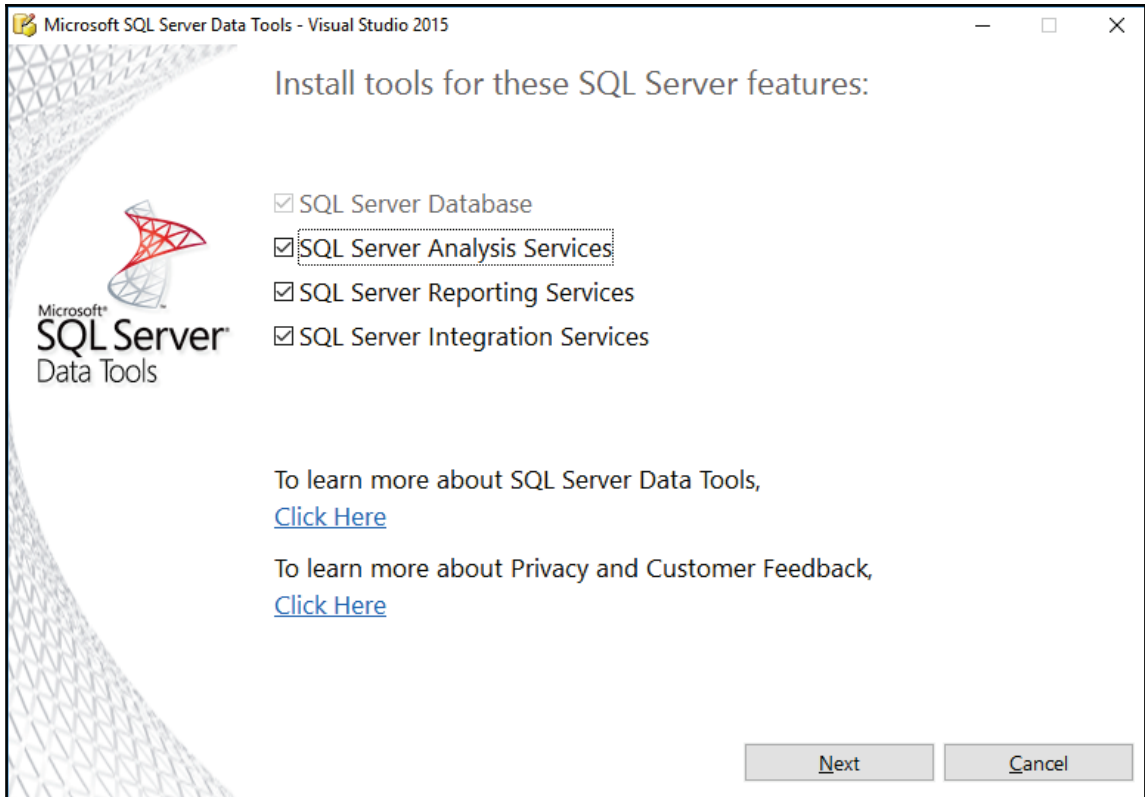 Microsoft SQL Server Data Tools - Visual Studio 2015
Install tools for these SQL Server features:
SQL Server Database
SQL Server Analysis Services
SQL Server Reporting Services
SQL Server Integration Services
Microsoft®
SQL Server®
Data Tools
To learn more about SQL Server Data Tools,
Click Here
To learn more about Privacy and Customer Feedback,
Click Here
Next
Cancel